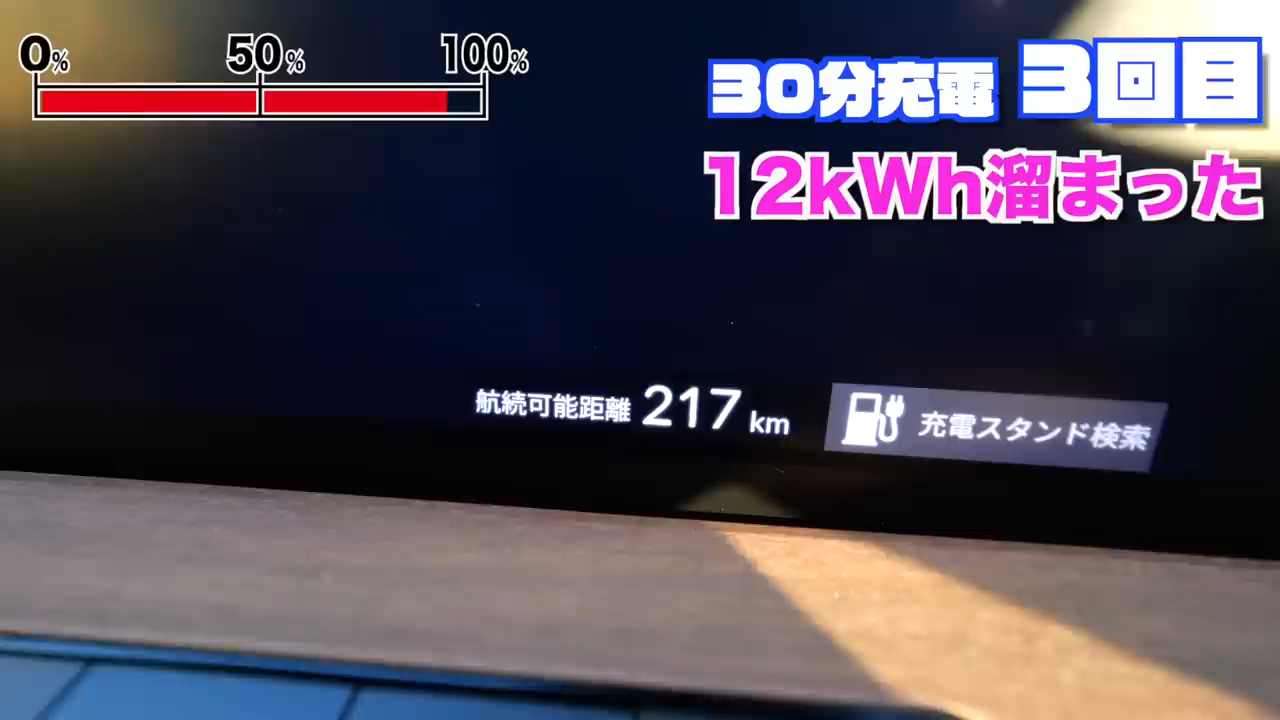 0% 50% 100%
30分充電 3回目
12kWh溜まった
航続可能距離 217 km
充電スタンド検索